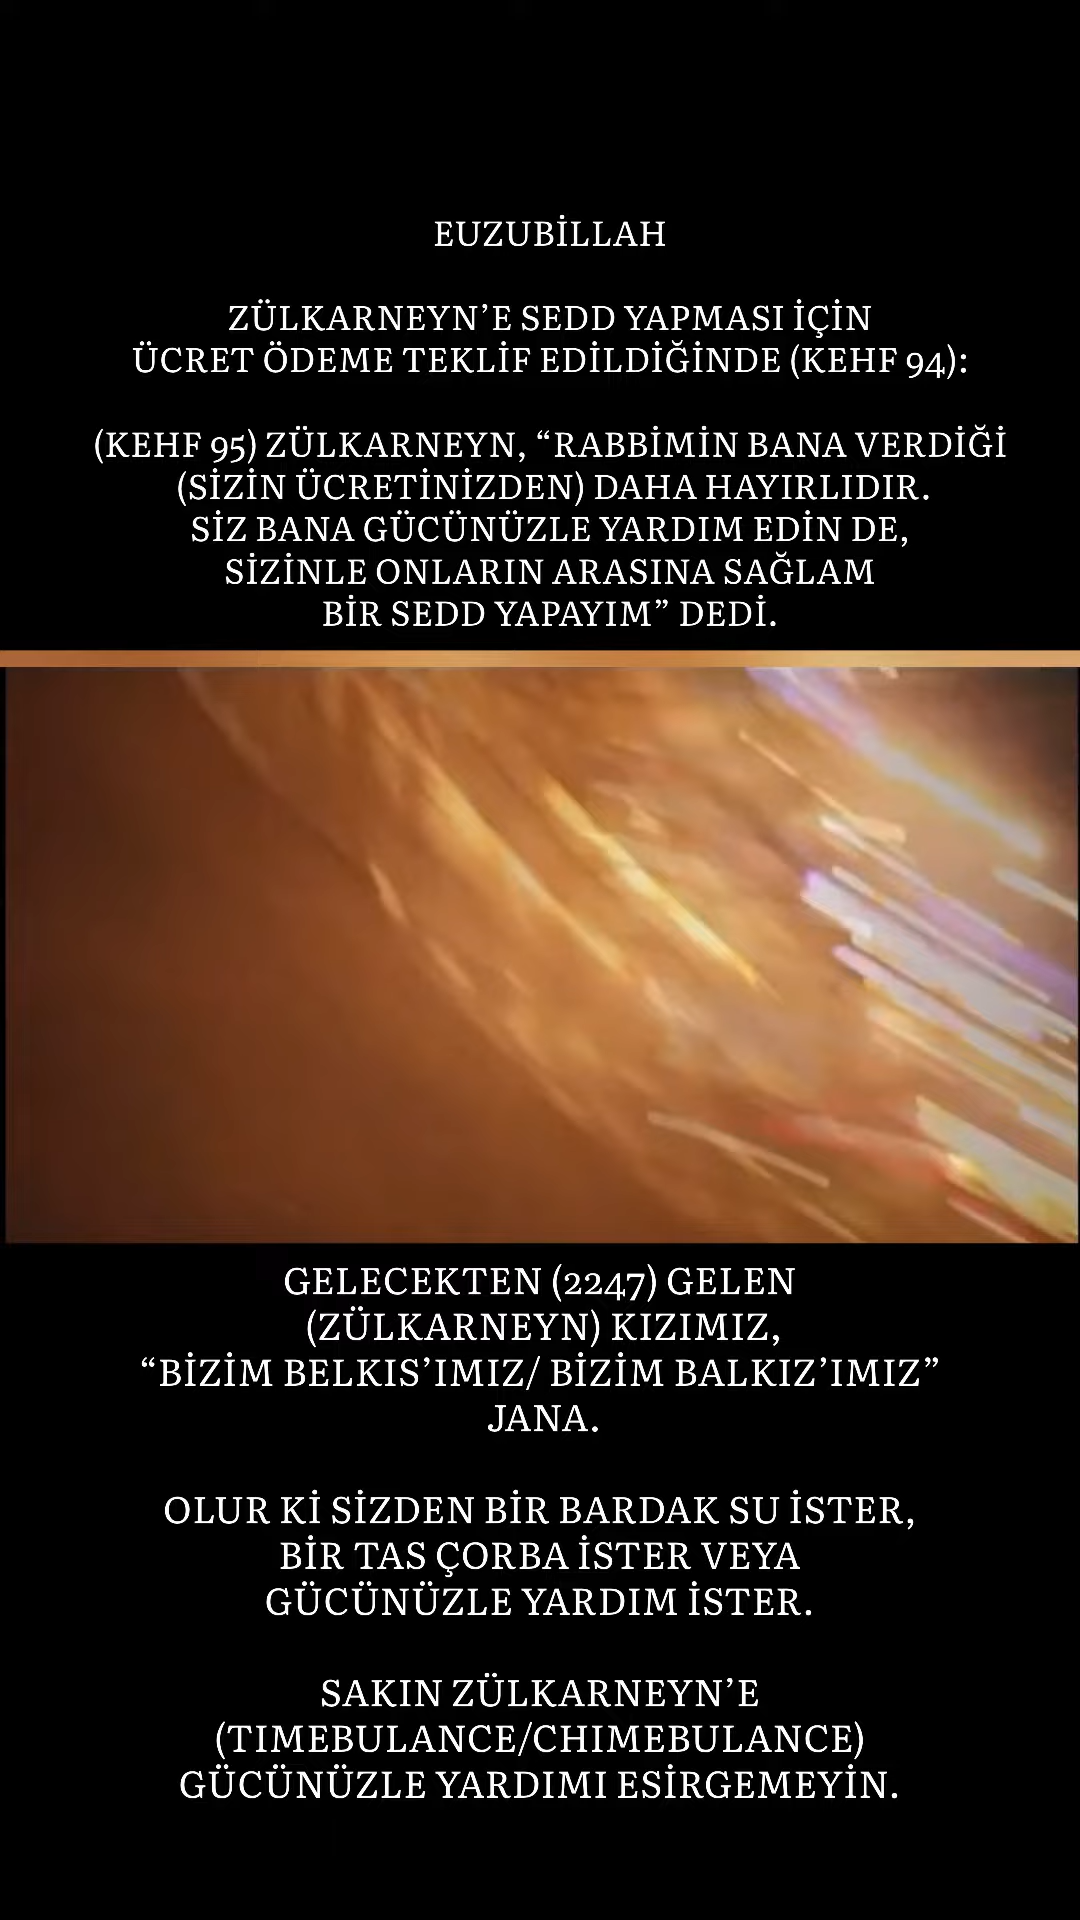 EUZUBİLLAH
ZÜLKARNEYN’E SEDD YAPMASI İÇİN
ÜCRET ÖDEME TEKLİF EDİLDİĞİNDE (KEHF 94):
(KEHF 95) ZÜLKARNEYN, “RABBİMİN BANA VERDİĞİ
(SİZİN ÜCRETİNİZDEN) DAHA HAYIRLIDIR.
SİZ BANA GÜCÜNÜZLE YARDIM EDİN DE,
SİZİNLE ONLARIN ARASINA SAĞLAM
BİR SEDD YAPAYIM” DEDİ.
GELECEKTEN (2247) GELEN
(ZÜLKARNEYN) KIZIMIZ,
“BİZİM BELKIS’IMIZ/ BİZİM BALKIZ’IMIZ”
JANA.
OLUR Kİ SİZDEN BİR BARDAK SU İSTER,
BİR TAS ÇORBA İSTER VEYA
GÜCÜNÜZLE YARDIM İSTER.
SAKIN ZÜLKARNEYN’E
(TIMEBULANCE/CHIMEBULANCE)
GÜCÜNÜZLE YARDIMI ESİRGEMEYİN.